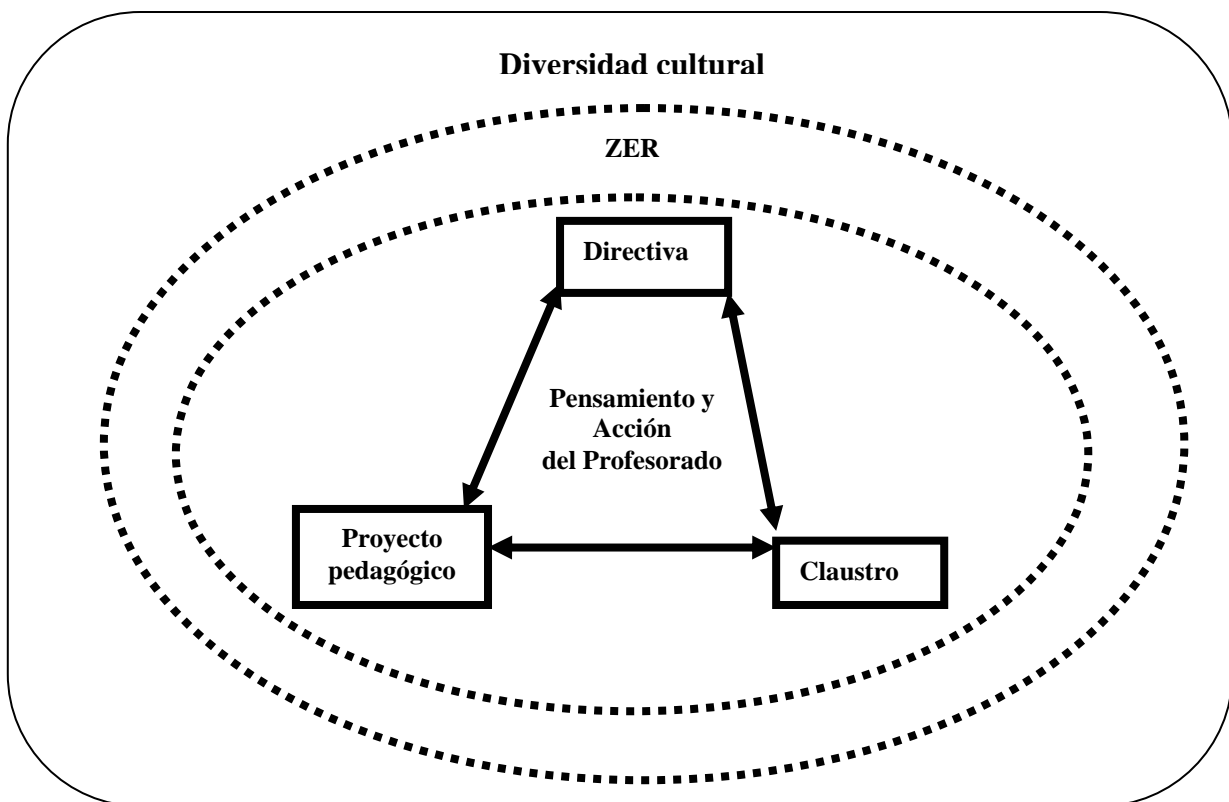 Diversidad cultural
ZER
Directiva
Pensamiento y
Acción
del Profesorado
Proyecto
pedagógico
Claustro